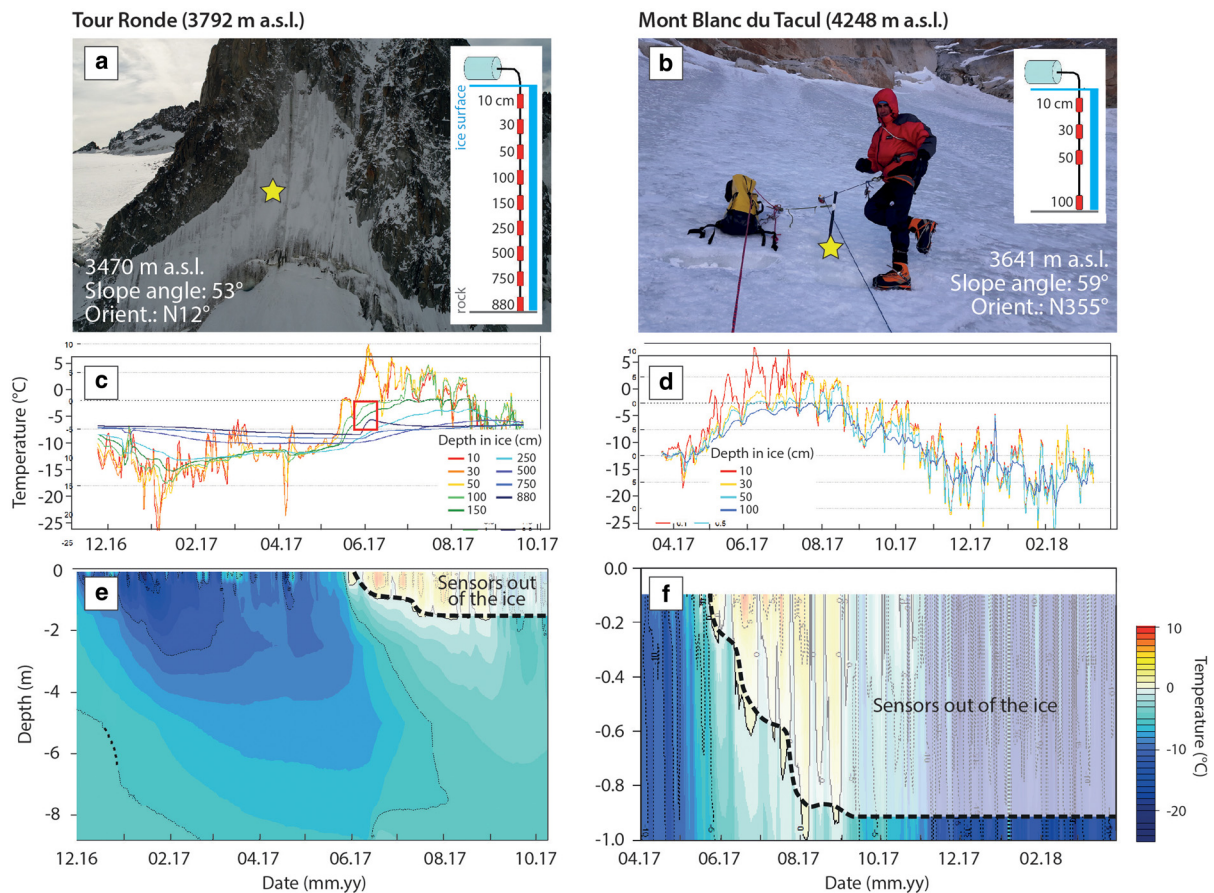 Tour Ronde (3792 m a.s.l.)
Mont Blanc du Tacul (4248 m a.s.l.)
a
ice surface
10 cm
30
50
100
150
250
500
750
880
rock
3470 m a.s.l.
Slope angle: 53°
Orient.: N12°
b
10 cm
30
50
100
3641 m a.s.l.
Slope angle: 59°
Orient.: N355°
c
Temperature (°C)
10
5
5
0
0
-5
-10
-15
-20
-25
-25
Depth in ice (cm)
10 250
30 500
50 750
100 880
150
12.16 02.17 04.17 06.17 08.17 10.17
d
5
0
-5
-10
-15
-20
-25
Depth in ice (cm)
10
30
50
100
0.1 0.5
04.17 06.17 08.17 10.17 12.17 02.18
e
Sensors out
of the ice
Depth (m)
0
-2
-4
-6
-8
12.16 02.17 04.17 06.17 08.17 10.17
Date (mm.yy)
f
Sensors out of the ice
0.0
-0.2
-0.4
-0.6
-0.8
-1.0
04.17 06.17 08.17 10.17 12.17 02.18
Date (mm.yy)
10
0
-10
-20
Temperature (°C)